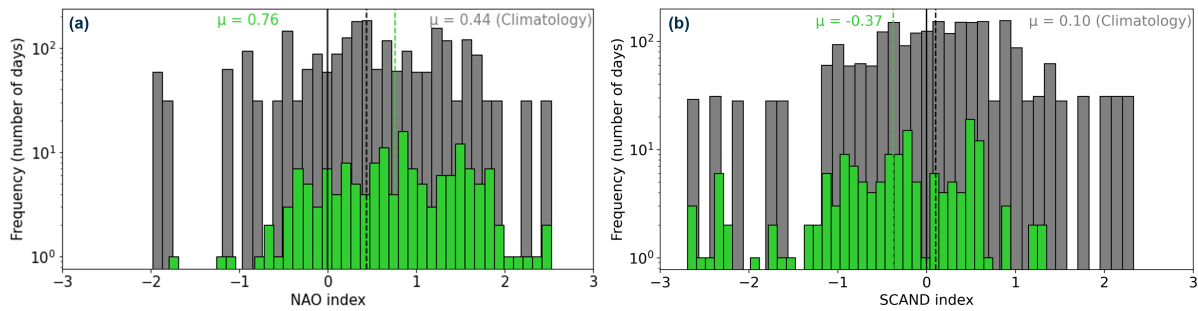 (a)
μ = 0.76
μ = 0.44 (Climatology)
Frequency (number of days)
10²
10¹
10⁰
−3
−2
−1
0
1
2
3
NAO index
(b)
μ = -0.37
μ = 0.10 (Climatology)
Frequency (number of days)
10²
10¹
10⁰
−3
−2
−1
0
1
2
3
SCAND index